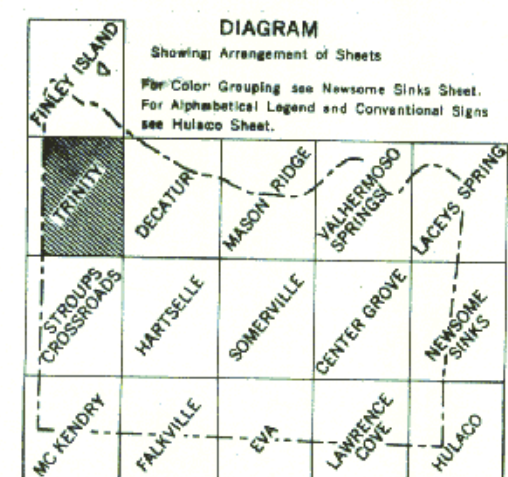 DIAGRAM
Showing Arrangement of Sheets
For Color Grouping see Newsome Sinks Sheet.
For Alphabetical Legend and Conventional Signs
see Hulaco Sheet.
FINLEY ISLAND
TRINITY
DECATUR
MASON RIDGE
VALHERMOSO
SPRINGS
LACEYS SPRING
STROUPS
CROSSROADS
HARTSELLE
SOMERVILLE
CENTER GROVE
NEWSOME
SINKS
MC KENDRY
FALKVILLE
EVA
LAWRENCE
COVE
HULACO